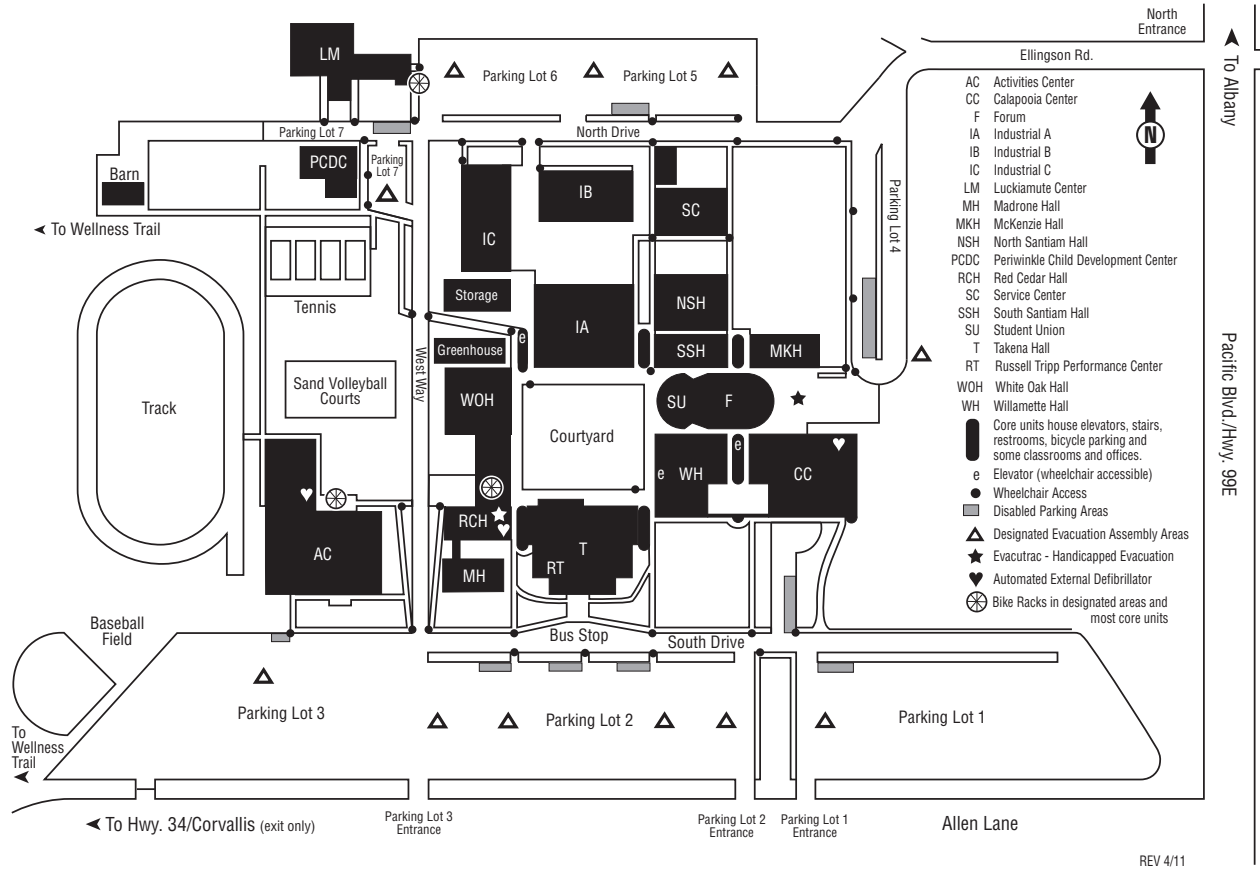 North
Entrance
Ellingson Rd.
To Albany
Pacific Blvd./Hwy. 99E
AC Activities Center
CC Calapooia Center
F Forum
IA Industrial A
IB Industrial B
IC Industrial C
LM Luckiamute Center
MH Madrone Hall
MKH McKenzie Hall
NSH North Santiam Hall
PCDC Periwinkle Child Development Center
RCH Red Cedar Hall
SC Service Center
SSH South Santiam Hall
SU Student Union
T Takena Hall
RT Russell Tripp Performance Center
WOH White Oak Hall
WH Willamette Hall
Core units house elevators, stairs,
restrooms, bicycle parking and
some classrooms and offices.
e Elevator (wheelchair accessible)
Wheelchair Access
Disabled Parking Areas
Designated Evacuation Assembly Areas
Evacutrac - Handicapped Evacuation
Automated External Defibrillator
Bike Racks in designated areas and
most core units
N
LM
Parking Lot 6
Parking Lot 5
Parking Lot 7
North Drive
PCDC
Parking
Lot 7
Barn
To Wellness Trail
IB
SC
IC
Parking Lot 4
Tennis
Storage
IA
NSH
e
Greenhouse
SSH
MKH
West Way
Sand Volleyball
Courts
WOH
SU
F
Track
Courtyard
e
e
WH
CC
RCH
AC
MH
T
RT
Baseball
Field
Bus Stop
South Drive
Parking Lot 3
Parking Lot 2
Parking Lot 1
To
Wellness
Trail
To Hwy. 34/Corvallis (exit only)
Parking Lot 3
Entrance
Parking Lot 2
Entrance
Parking Lot 1
Entrance
Allen Lane
REV 4/11